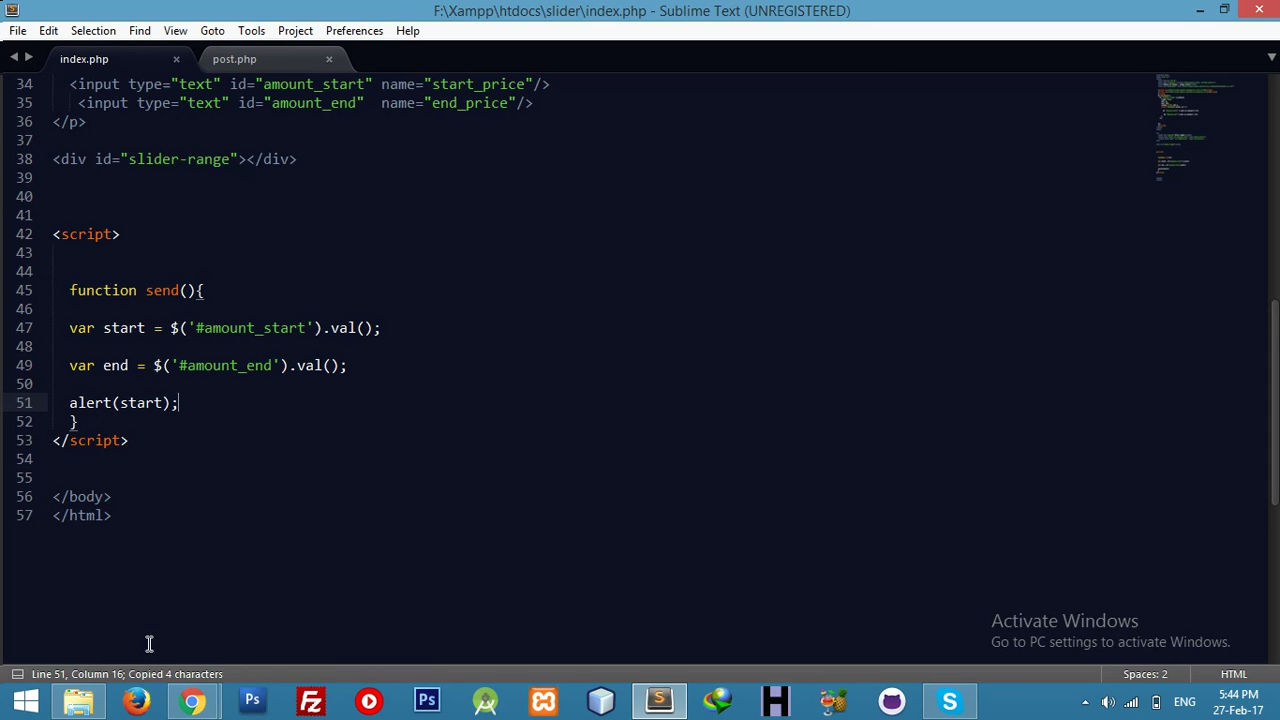 F:\Xampp\htdocs\slider\index.php - Sublime Text (UNREGISTERED)
File Edit Selection Find View Goto Tools Project Preferences Help
index.php × post.php ×
34 <input type="text" id="amount_start" name="start_price"/>
35 <input type="text" id="amount_end" name="end_price"/>
36 </p>
37
38 <div id="slider-range"></div>
39
40
41
42 <script>
43
44
45 function send(){
46
47 var start = $('#amount_start').val();
48
49 var end = $('#amount_end').val();
50
51 alert(start);
52 }
53 </script>
54
55
56 </body>
57 </html>
Activate Windows
Go to PC settings to activate Windows.
Line 51, Column 16; Copied 4 characters Spaces: 2 HTML
Ps Fz Ps S H S ENG 5:44 PM
27-Feb-17